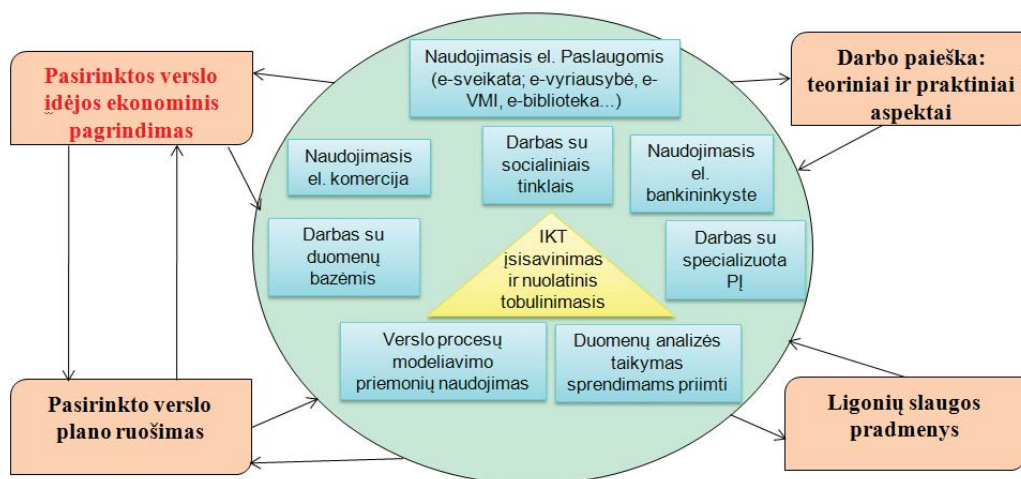 Pasirinktos verslo
idėjos ekonominis
pagrindimas
Naudojimasis el. Paslaugomis
(e-sveikata; e-vyriausybė, e-
VMI, e-biblioteka...)
Darbo paieška:
teoriniai ir praktiniai
aspektai
Naudojimasis
el. komercija
Darbas su
socialiniais
tinklais
Naudojimasis
el.
bankininkyste
Darbas su
duomenų
bazėmis
IKT
įsisavinimas
ir nuolatinis
tobulinimasis
Darbas su
specializuota
PĮ
Verslo procesų
modeliavimo
priemonių naudojimas
Duomenų analizės
taikymas
sprendimams priimti
Pasirinkto verslo
plano ruošimas
Ligonių slaugos
pradmenys